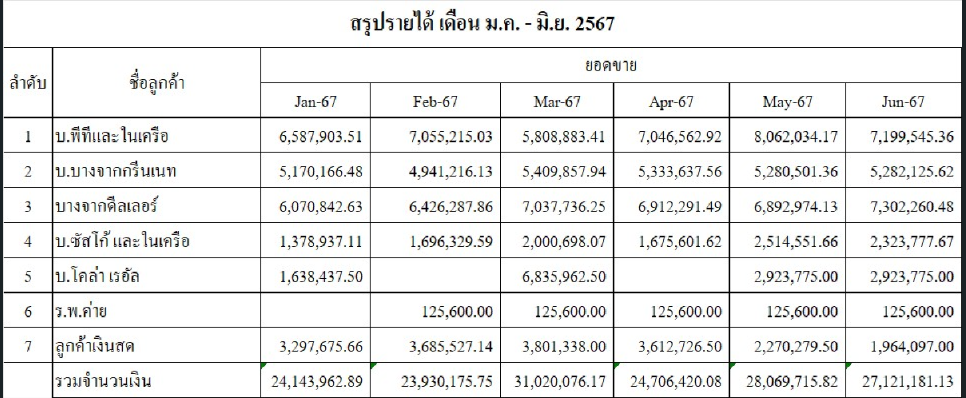 สรุปรายได้ เดือน ม.ค. - มิ.ย. 2567
ลำดับ ชื่อลูกค้า ยอดขาย
Jan-67 Feb-67 Mar-67 Apr-67 May-67 Jun-67
1 บ.พีทีและในเครือ 6,587,903.51 7,055,215.03 5,808,883.41 7,046,562.92 8,062,034.17 7,199,545.36
2 บ.บางจากกรีนเนท 5,170,166.48 4,941,216.13 5,409,857.94 5,333,637.56 5,280,501.36 5,282,125.62
3 บางจากดีลเลอร์ 6,070,842.63 6,426,287.86 7,037,736.25 6,912,291.49 6,892,974.13 7,302,260.48
4 บ.ซัสโก้ และในเครือ 1,378,937.11 1,696,329.59 2,000,698.07 1,675,601.62 2,514,551.66 2,323,777.67
5 บ.โคล่า เรอัล 1,638,437.50 6,835,962.50 2,923,775.00 2,923,775.00
6 ร.พ.ค่าย 125,600.00 125,600.00 125,600.00 125,600.00 125,600.00
7 ลูกค้าเงินสด 3,297,675.66 3,685,527.14 3,801,338.00 3,612,726.50 2,270,279.50 1,964,097.00
รวมจำนวนเงิน 24,143,962.89 23,930,175.75 31,020,076.17 24,706,420.08 28,069,715.82 27,121,181.13